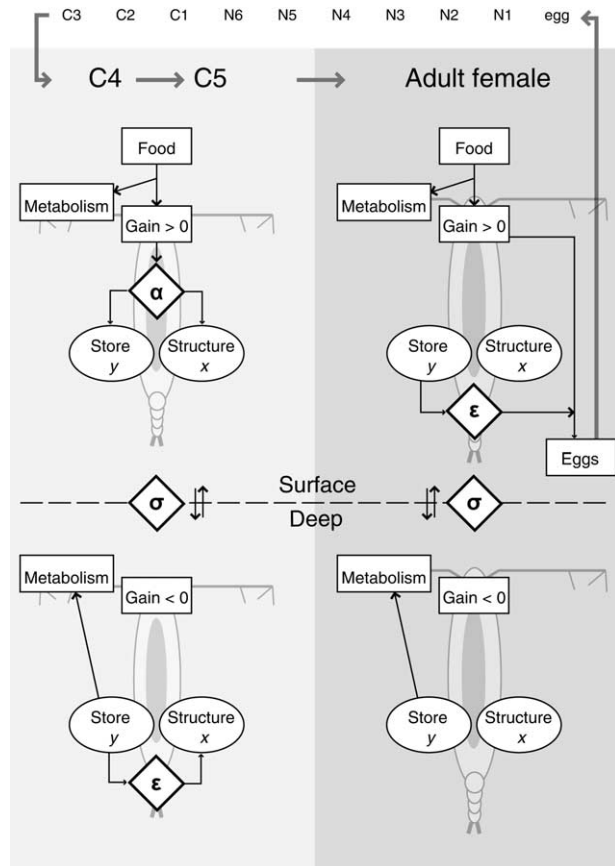 C3 C2 C1 N6 N5 N4 N3 N2 N1 egg
C4 C5 Adult female
Food Food
Metabolism Metabolism
Gain > 0 Gain > 0
α
Store Structure Store Structure
y x y x
ε
Eggs
σ Surface σ
Deep
Metabolism Metabolism
Gain < 0 Gain < 0
Store Structure Store Structure
y x y x
ε